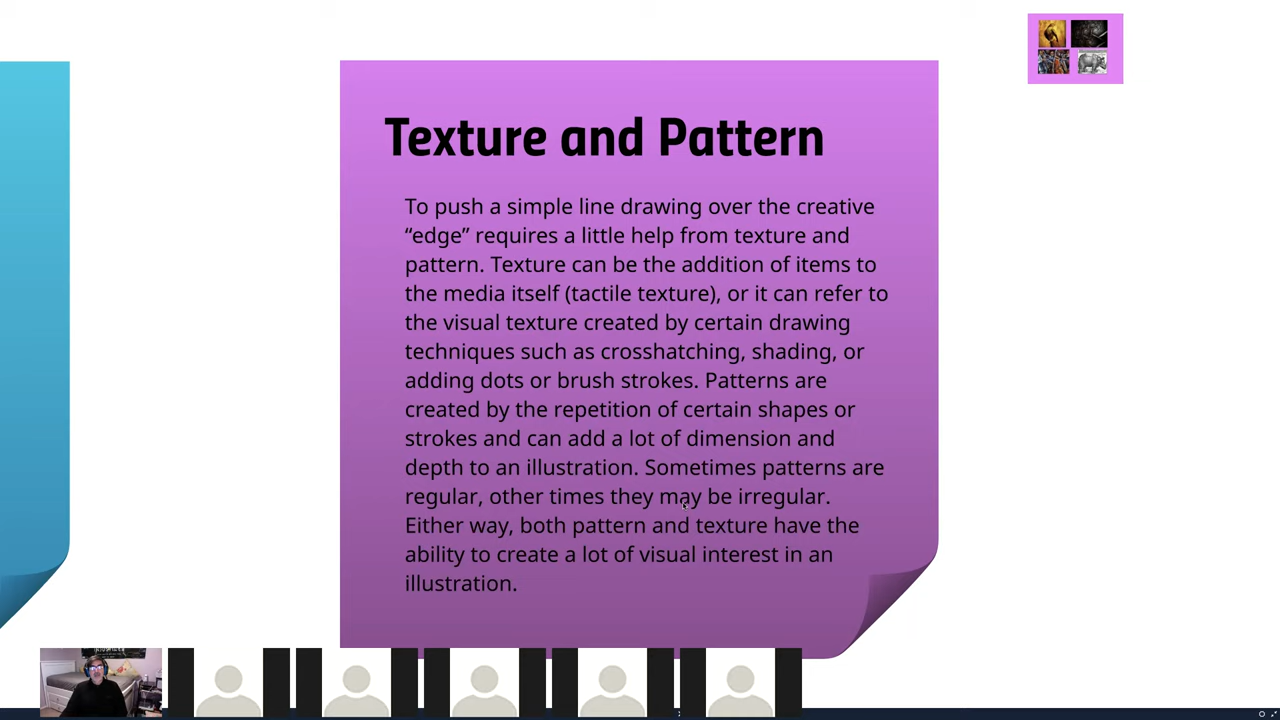 Texture and Pattern
To push a simple line drawing over the creative
“edge” requires a little help from texture and
pattern. Texture can be the addition of items to
the media itself (tactile texture), or it can refer to
the visual texture created by certain drawing
techniques such as crosshatching, shading, or
adding dots or brush strokes. Patterns are
created by the repetition of certain shapes or
strokes and can add a lot of dimension and
depth to an illustration. Sometimes patterns are
regular, other times they may be irregular.
Either way, both pattern and texture have the
ability to create a lot of visual interest in an
illustration.